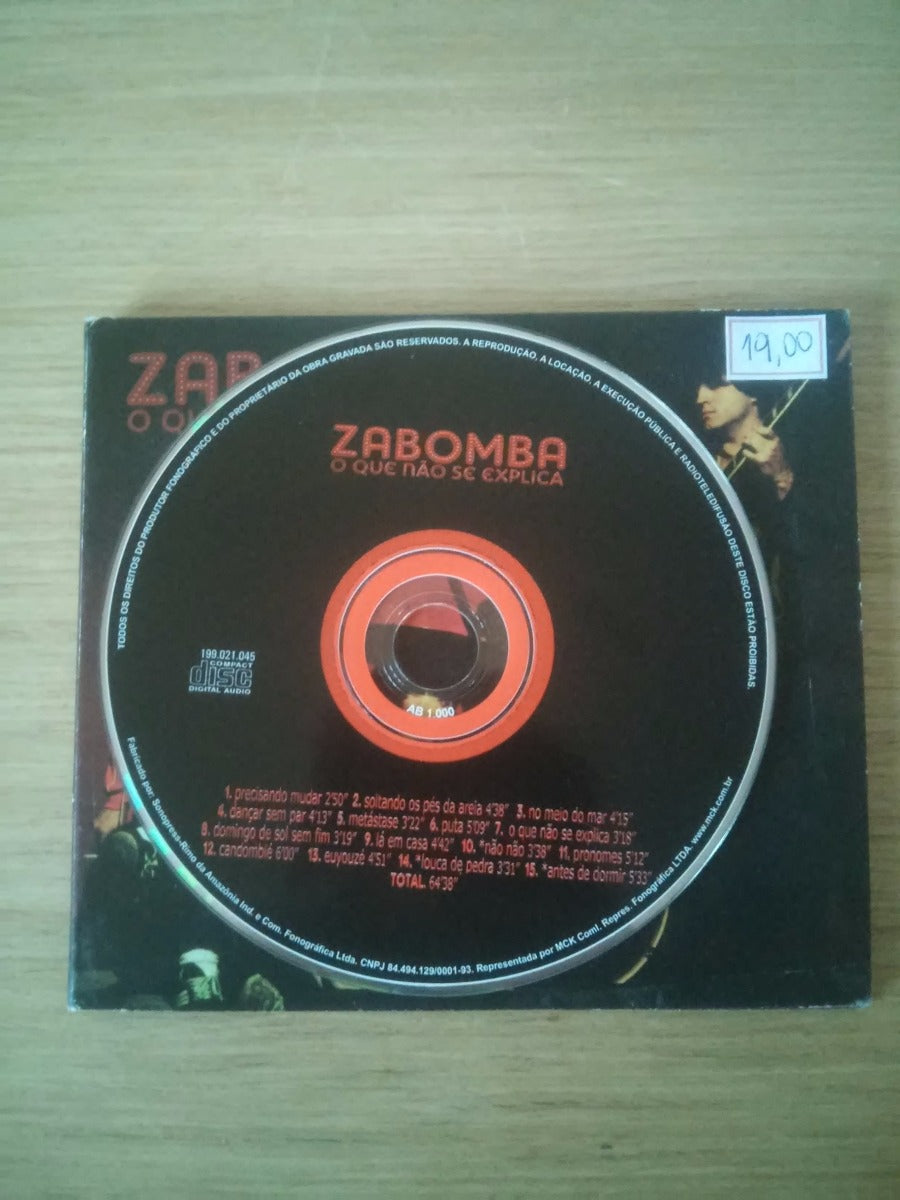 ZAB
O QU
19,00
TODOS OS DIREITOS DO PRODUTOR FONOGRÁFICO E DO PROPRIETÁRIO DA OBRA GRAVADA SÃO RESERVADOS. A REPRODUÇÃO, A LOCAÇÃO, A EXECUÇÃO PÚBLICA E RADIOTELEDIFUSÃO DESTE DISCO ESTÃO PROIBIDAS.
ZABOMBA
O QUE NÃO SE EXPLICA
199.021.045
COMPACT
disc
DIGITAL AUDIO
AB 1.000
1. precisando mudar 2'50" 2. soltando os pés da areia 4'38" 3. no meio do mar 4'15"
4. dançar sem par 4'13" 5. metástase 3'22" 6. puta 5'09" 7. o que não se explica 3'16"
8. domingo de sol sem fim 3'19" 9. lá em casa 4'42" 10. *não não 3'38" 11. pronomes 5'12"
12. candombiê 6'00" 13. euyouzé 4'51" 14. *louca de pedra 3'31" 15. *antes de dormir 5'33"
TOTAL. 64'38"
Fabricado por: Sonopress-Rimo da Amazônia Ind. e Com. Fonográfica Ltda. CNPJ 84.494.129/0001-93. Representada por MCK Coml. Repres. Fonográfica LTDA. www.mck.com.br